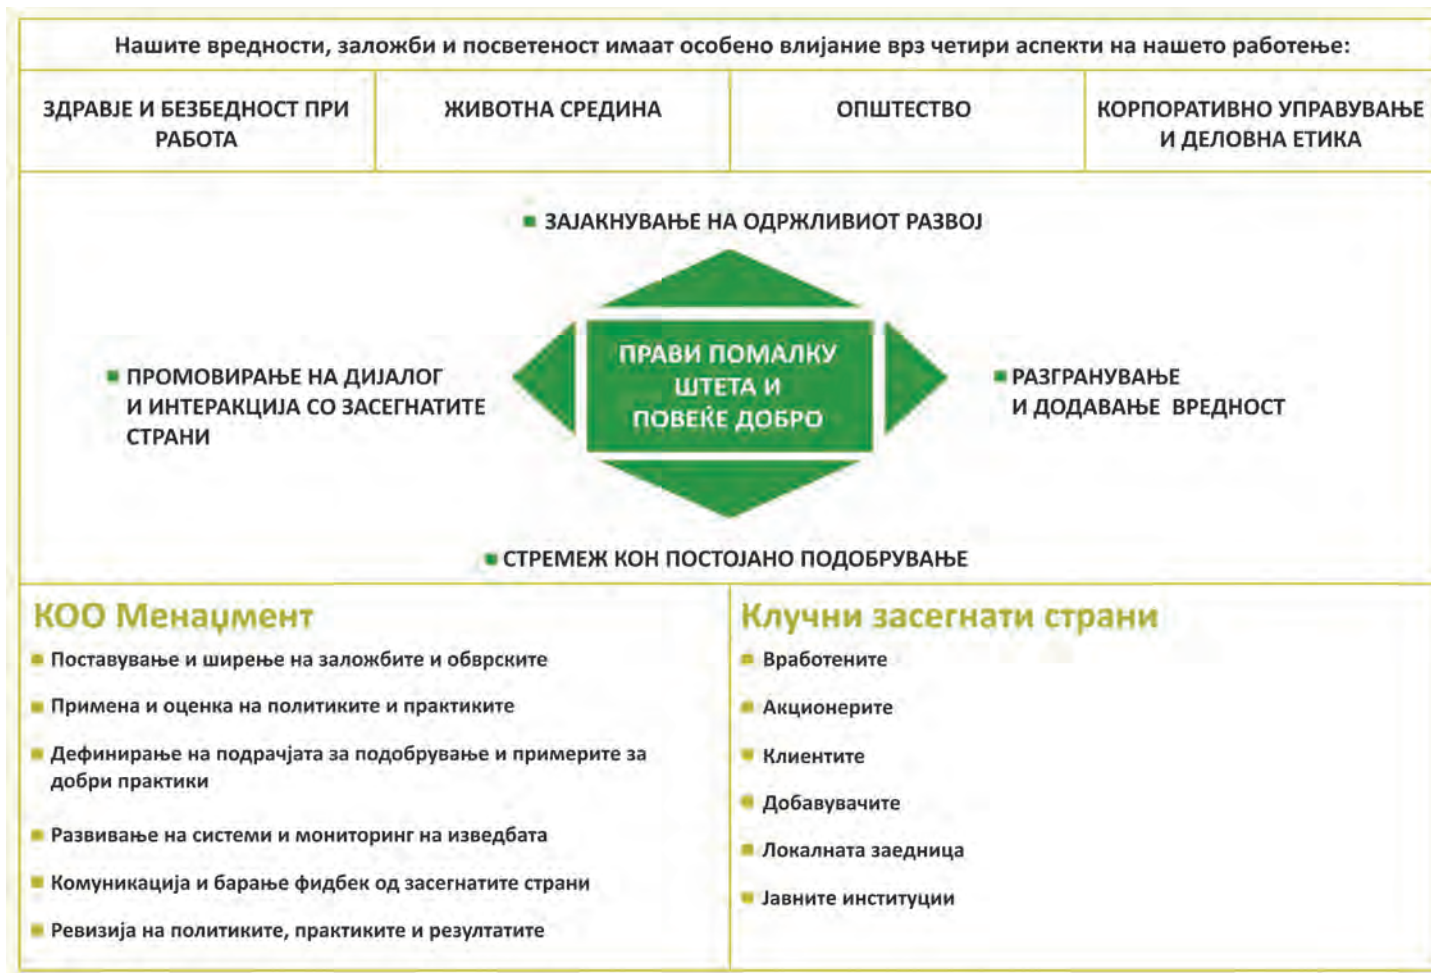 Нашите вредности, заложби и посветеност имаат особено влијание врз четири аспекти на нашето работење:
ЗДРАВЈЕ И БЕЗБЕДНОСТ ПРИ
РАБОТА
ЖИВОТНА СРЕДИНА
ОПШТЕСТВО
КОРПОРАТИВНО УПРАВУВАЊЕ
И ДЕЛОВНА ЕТИКА
ЗАЈАКНУВАЊЕ НА ОДРЖЛИВИОТ РАЗВОЈ
ПРОМОВИРАЊЕ НА ДИЈАЛОГ
И ИНТЕРАКЦИЈА СО ЗАСЕГНАТИТЕ
СТРАНИ
ПРАВИ ПОМАЛКУ
ШТЕТА И
ПОВЕЌЕ ДОБРО
РАЗГРАНУВАЊЕ
И ДОДАВАЊЕ ВРЕДНОСТ
СТРЕМЕЖ КОН ПОСТОЈАНО ПОДОБРУВАЊЕ
КОО Менаџмент
Поставување и ширење на заложбите и обврските
Примена и оценка на политиките и практиките
Дефинирање на подрачјата за подобрување и примерите за
добри практики
Развивање на системи и мониторинг на изведбата
Комуникација и барање фидбек од засегнатите страни
Ревизија на политиките, практиките и резултатите
Клучни засегнати страни
Вработените
Акционерите
Клиентите
Добавувачите
Локалната заедница
Јавните институции